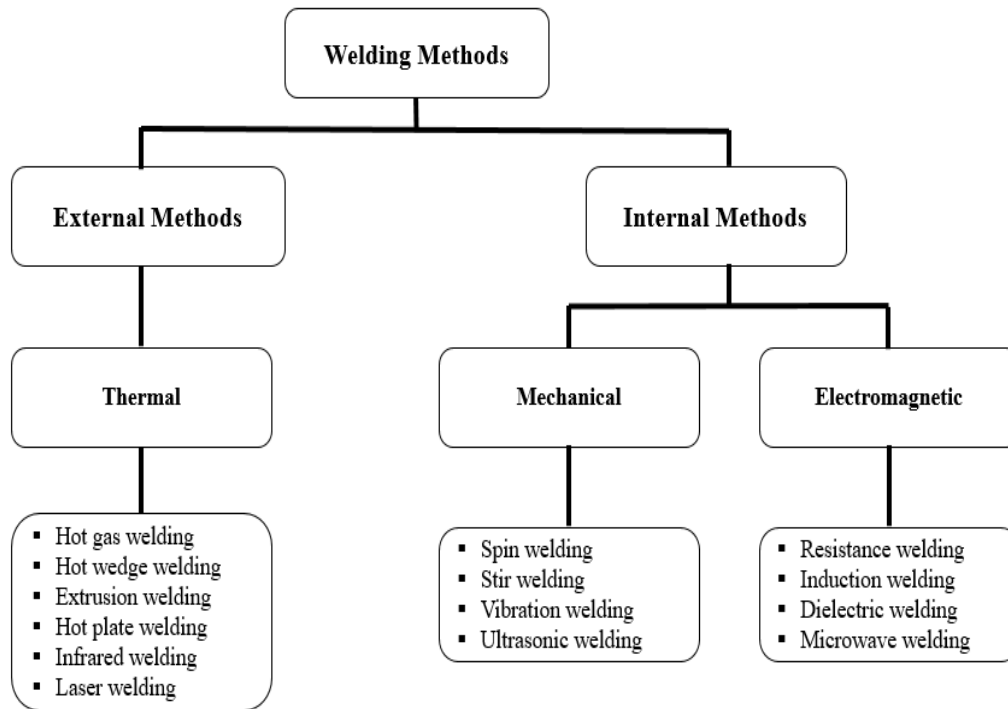 Welding Methods
External Methods
Internal Methods
Thermal
Mechanical
Electromagnetic
▪ Hot gas welding
▪ Hot wedge welding
▪ Extrusion welding
▪ Hot plate welding
▪ Infrared welding
▪ Laser welding
▪ Spin welding
▪ Stir welding
▪ Vibration welding
▪ Ultrasonic welding
▪ Resistance welding
▪ Induction welding
▪ Dielectric welding
▪ Microwave welding